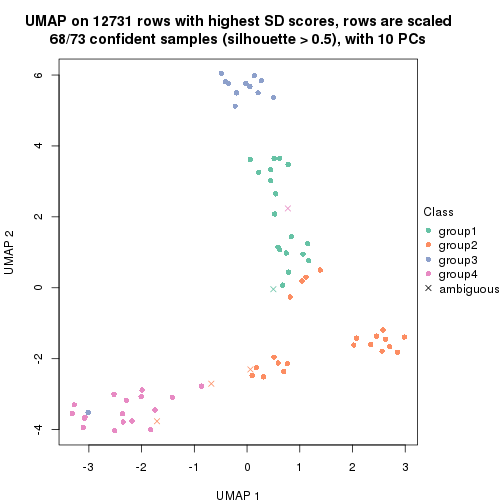 UMAP on 12731 rows with highest SD scores, rows are scaled
68/73 confident samples (silhouette > 0.5), with 10 PCs
6
4
2
0
-2
-4
UMAP 2
-3
-2
-1
0
1
2
3
UMAP 1
Class
group1
group2
group3
group4
ambiguous